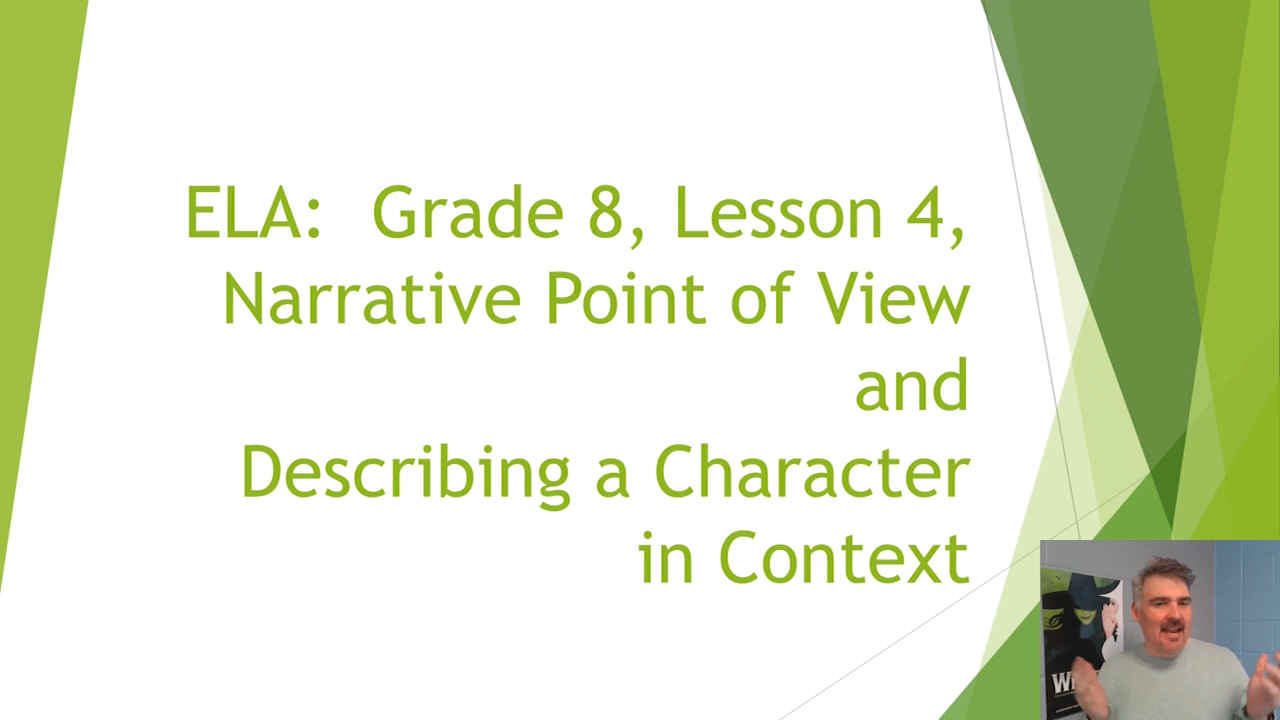 ELA:  Grade 8, Lesson 4,
Narrative Point of View
and
Describing a Character
in Context